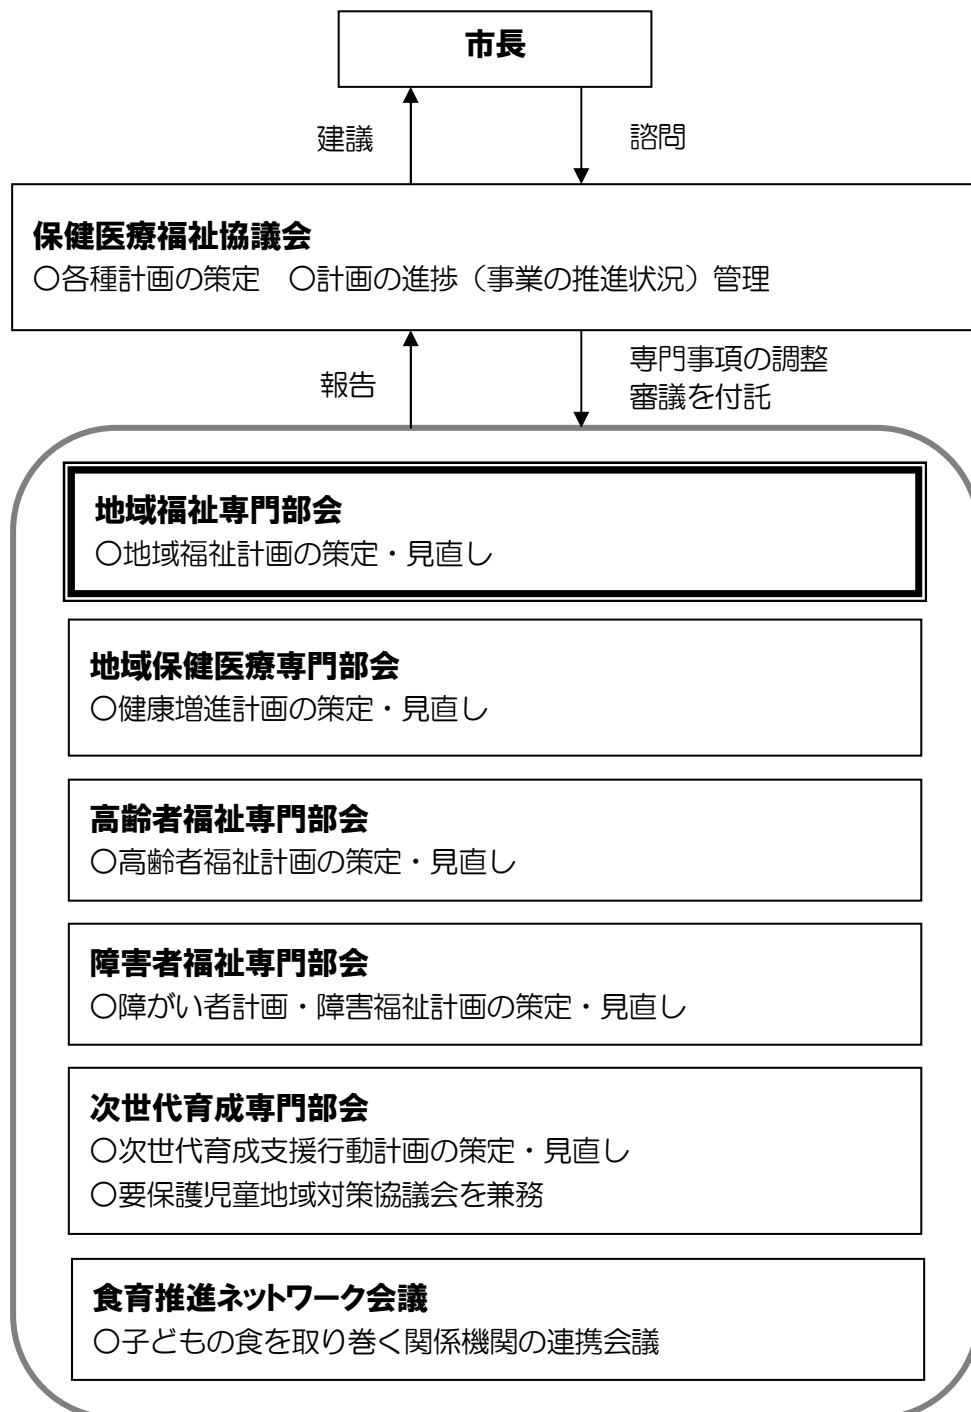 市長
建議
諮問
保健医療福祉協議会
○各種計画の策定　○計画の進捗（事業の推進状況）管理
報告
専門事項の調整
審議を付託
地域福祉専門部会
○地域福祉計画の策定・見直し
地域保健医療専門部会
○健康増進計画の策定・見直し
高齢者福祉専門部会
○高齢者福祉計画の策定・見直し
障害者福祉専門部会
○障がい者計画・障害福祉計画の策定・見直し
次世代育成専門部会
○次世代育成支援行動計画の策定・見直し
○要保護児童地域対策協議会を兼務
食育推進ネットワーク会議
○子どもの食を取り巻く関係機関の連携会議